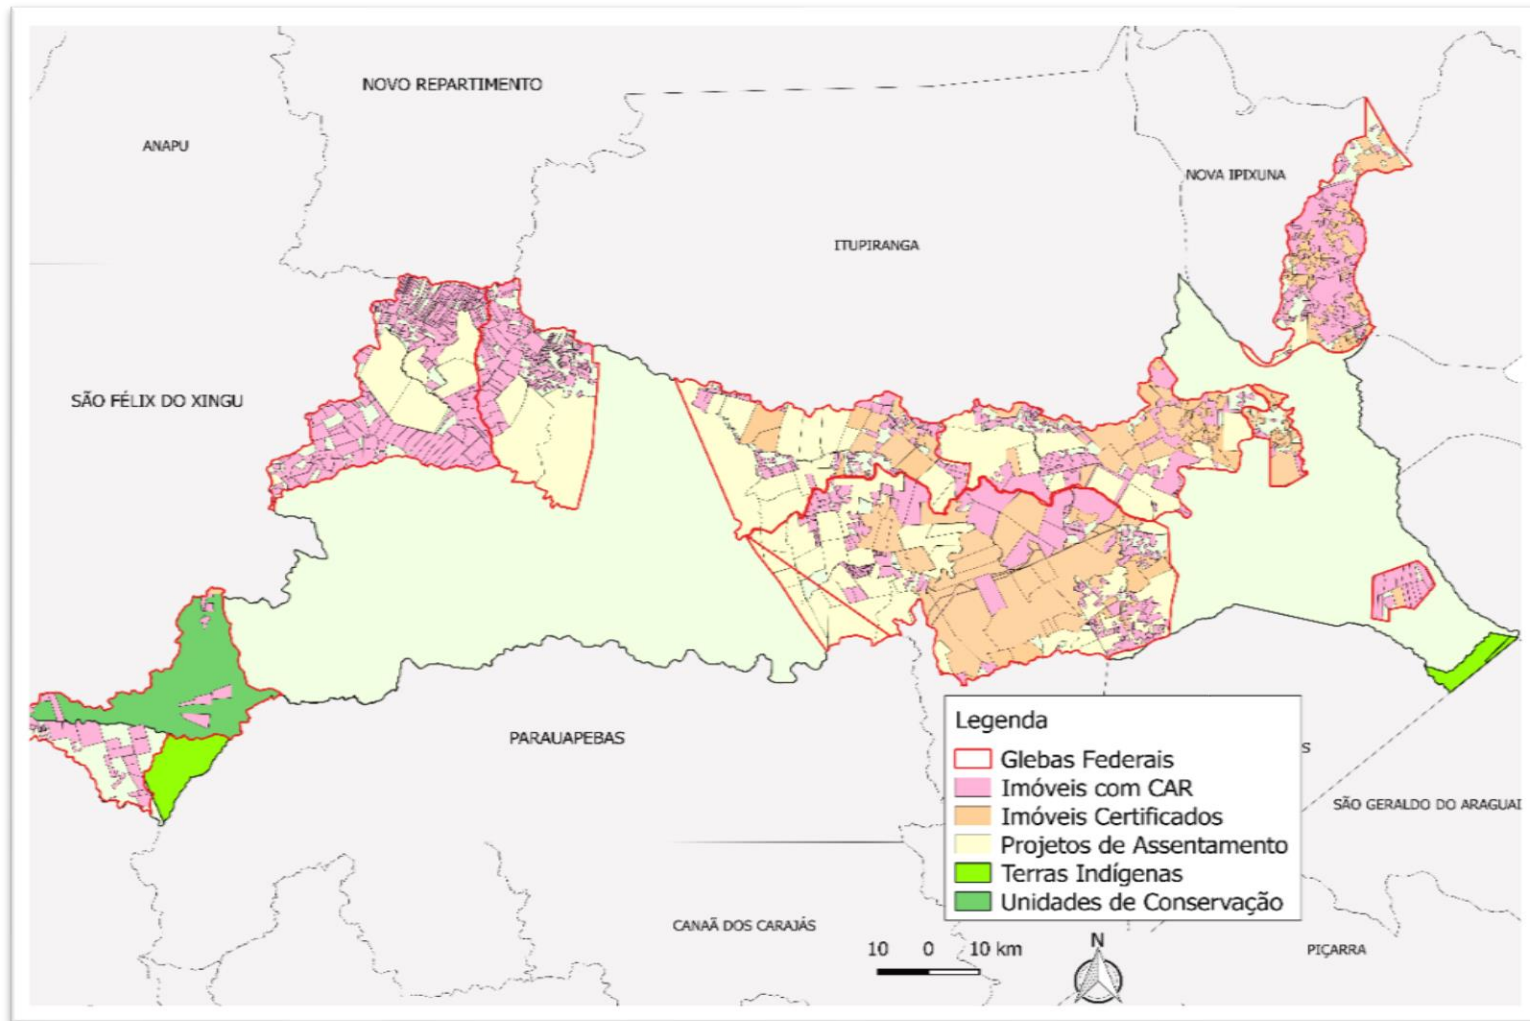 NOVO REPARTIMENTO
ANAPU
NOVA IPIXUNA
ITUPIRANGA
SÃO FÉLIX DO XINGU
PARAUAPEBAS
Legenda
Glebas Federais
Imóveis com CAR
Imóveis Certificados
Projetos de Assentamento
Terras Indígenas
Unidades de Conservação
S
SÃO GERALDO DO ARAGUAI
CANAÃ DOS CARAJÁS
10 0 10 km
N
PIÇARRA